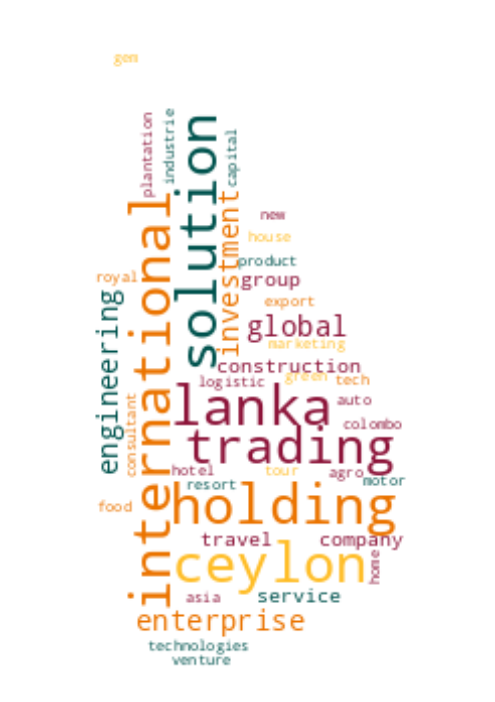 gem
plantation
industrie
solution
capital
international
investment
new
house
product
royal
group
engineering
export
global
marketing
construction
logistic
green
tech
consultant
lanka
auto
colombo
trading
hotel
tour
agro
motor
resort
holding
food
travel
company
ceylon
home
asia
service
enterprise
technologies
venture